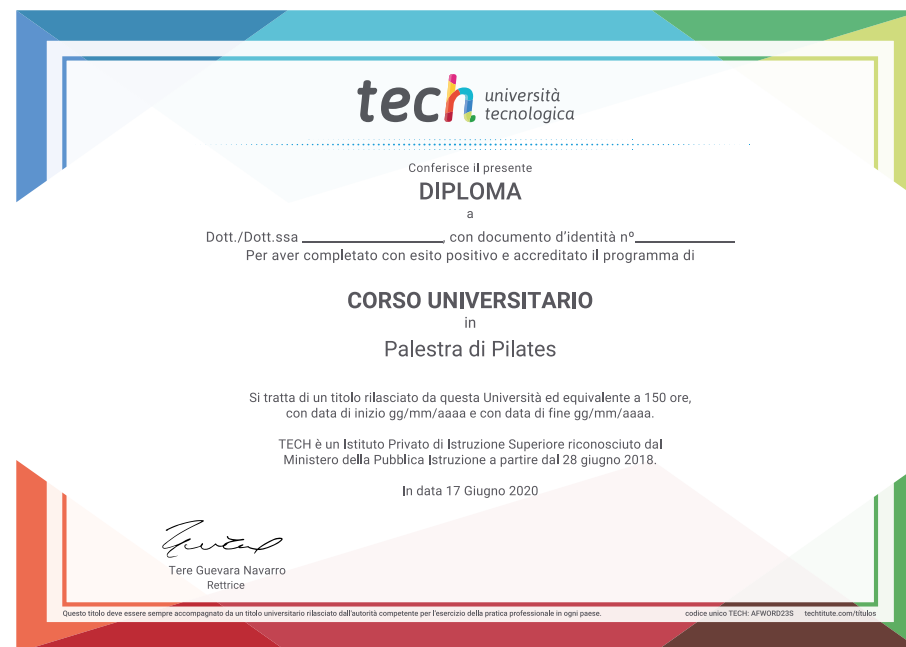 tech università
tecnologica
Conferisce il presente
DIPLOMA
a
Dott./Dott.ssa ____________________, con documento d'identità nº______________
Per aver completato con esito positivo e accreditato il programma di
CORSO UNIVERSITARIO
in
Palestra di Pilates
Si tratta di un titolo rilasciato da questa Università ed equivalente a 150 ore,
con data di inizio gg/mm/aaaa e con data di fine gg/mm/aaaa.
TECH è un Istituto Privato di Istruzione Superiore riconosciuto dal
Ministero della Pubblica Istruzione a partire dal 28 giugno 2018.
In data 17 Giugno 2020
Tere Guevara Navarro
Rettrice
Questo titolo deve essere sempre accompagnato da un titolo universitario rilasciato dall'autorità competente per l'esercizio della pratica professionale in ogni paese. codice unico TECH: AFWORD23S techtitute.com/titulos